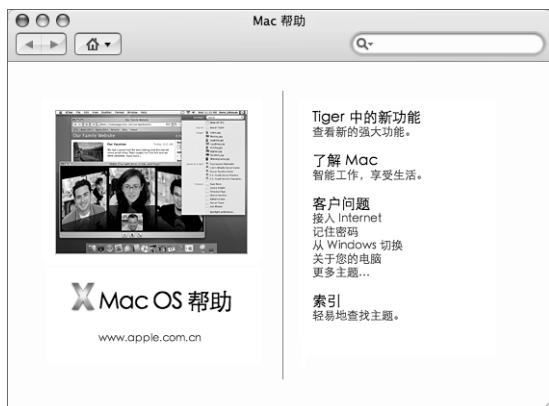 Mac 帮助
Our Family Website
Tiger 中的新功能
查看新的强大功能。
了解 Mac
智能工作，享受生活。
客户问题
接入 Internet
记住密码
从 Windows 切换
关于您的电脑
更多主题...
索引
轻易地查找主题。
X Mac OS 帮助
www.apple.com.cn